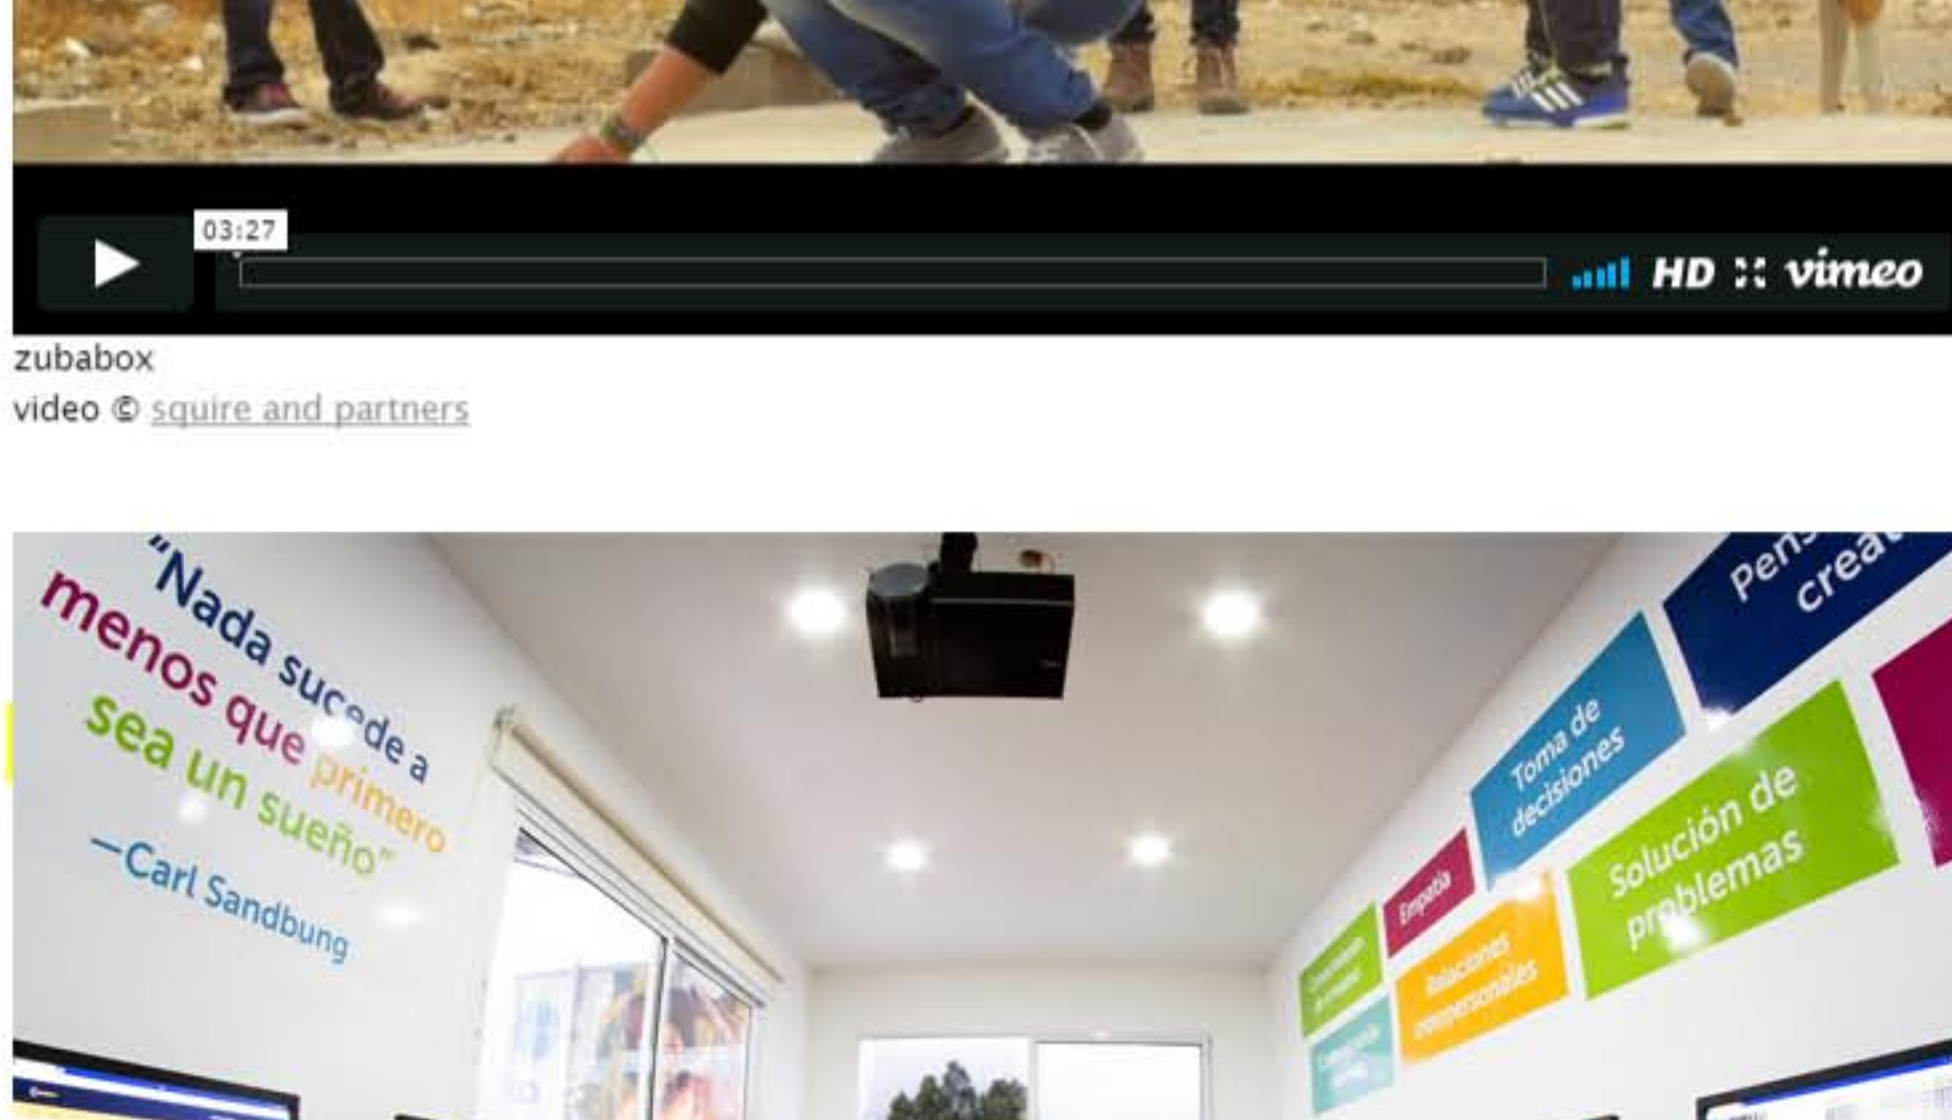 03:27
HD vimeo
zubabox
video © squire and partners
“Nada sucede a
menos que primero
sea un sueño”
—Carl Sandbung
Toma de
decisiones
Solución de
problemas
Empatía
Relaciones